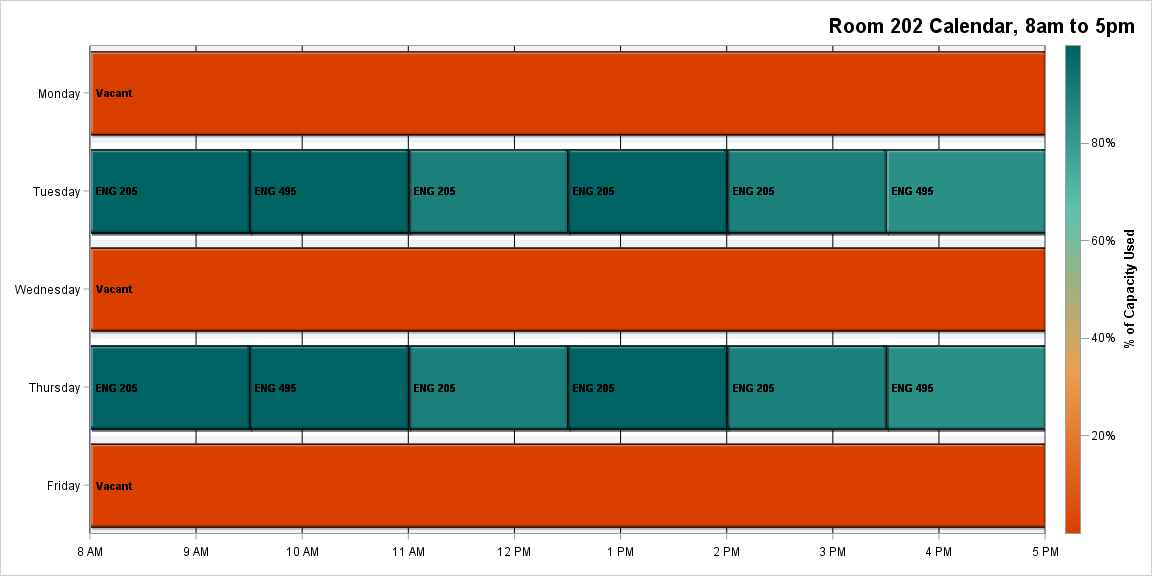 Room 202 Calendar, 8am to 5pm
Monday
Vacant
Tuesday
ENG 205
ENG 495
ENG 205
ENG 205
ENG 205
ENG 495
Wednesday
Vacant
Thursday
ENG 205
ENG 495
ENG 205
ENG 205
ENG 205
ENG 495
Friday
Vacant
8 AM
9 AM
10 AM
11 AM
12 PM
1 PM
2 PM
3 PM
4 PM
5 PM
80%
60%
40%
20%
% of Capacity Used